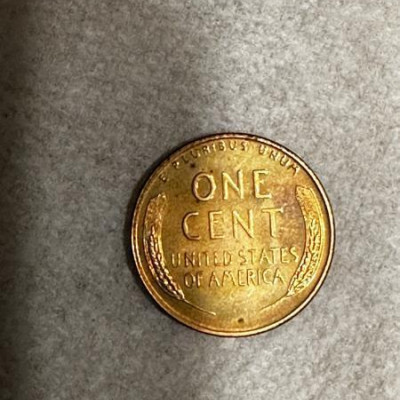 E PLURIBUS UNUM
ONE
CENT
UNITED STATES
OF AMERICA